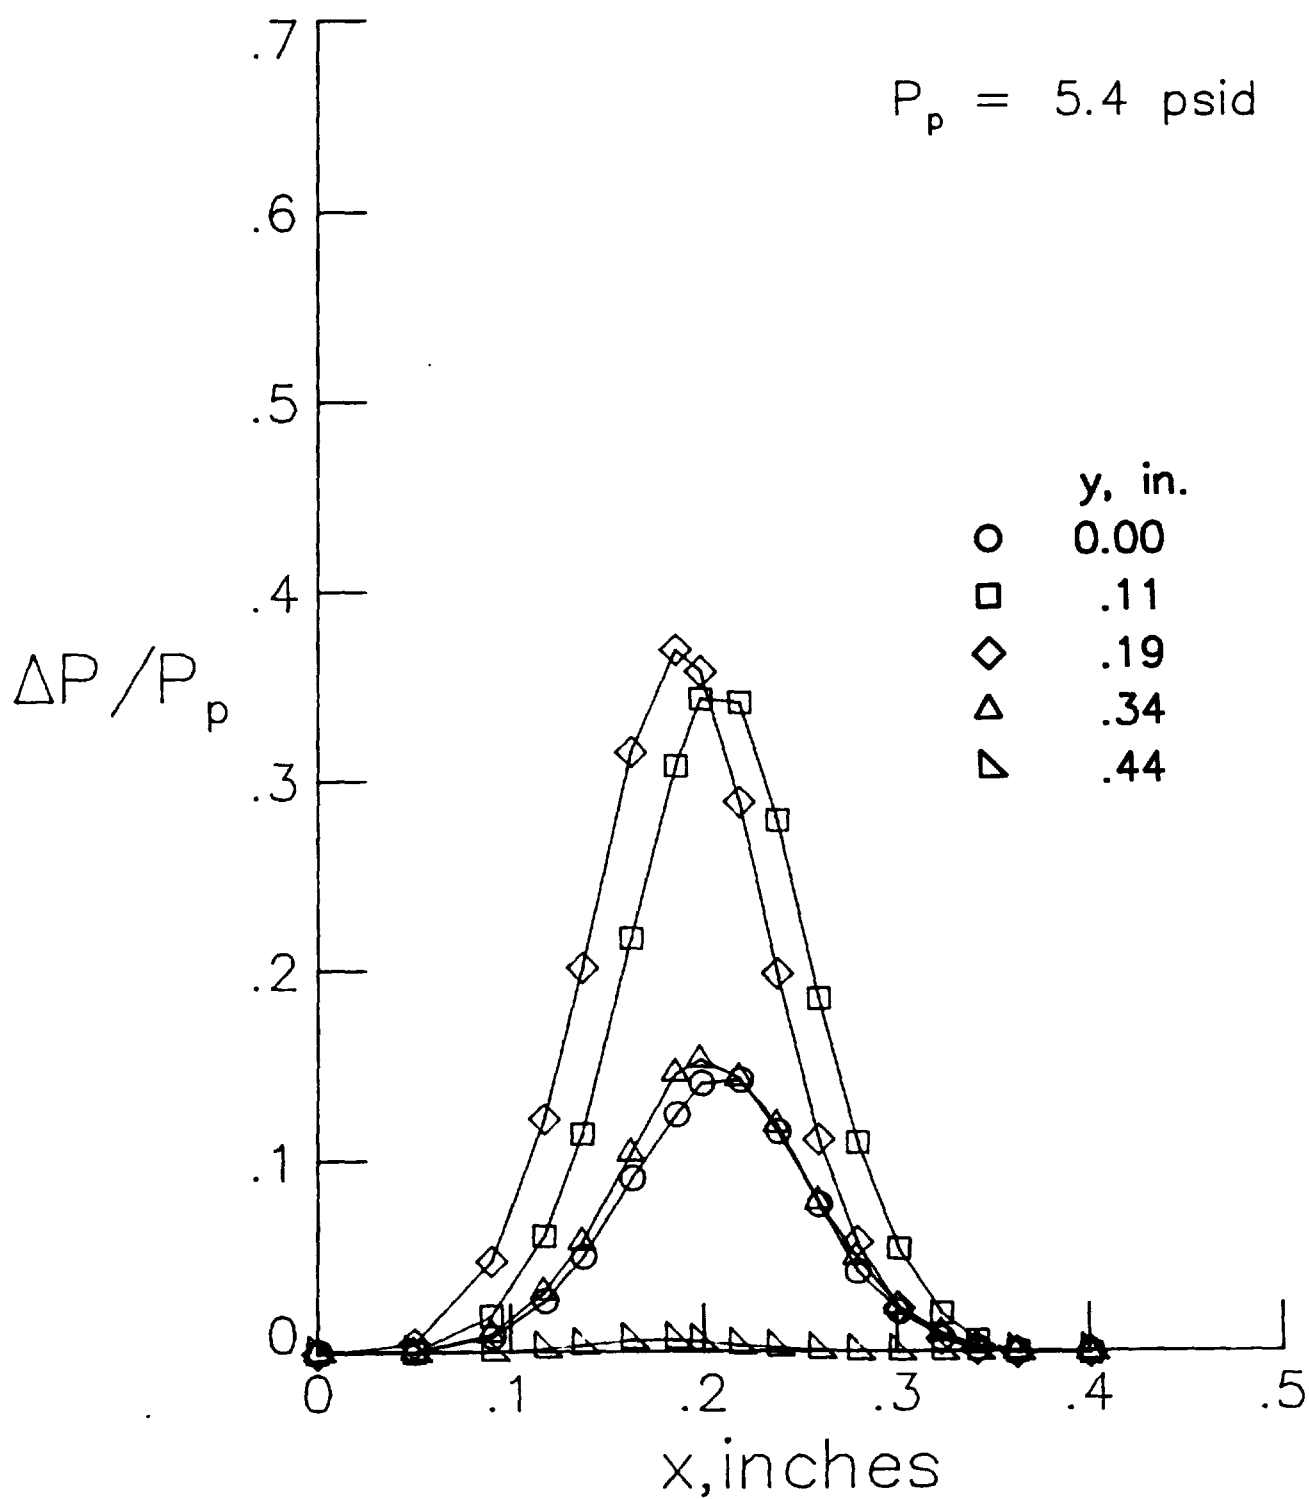 .7
P_p = 5.4 psid
.6
.5
y, in.
0.00
.11
.19
.34
.44
.4
ΔP/P_p
.3
.2
.1
0
0 .1 .2 .3 .4 .5
x,inches